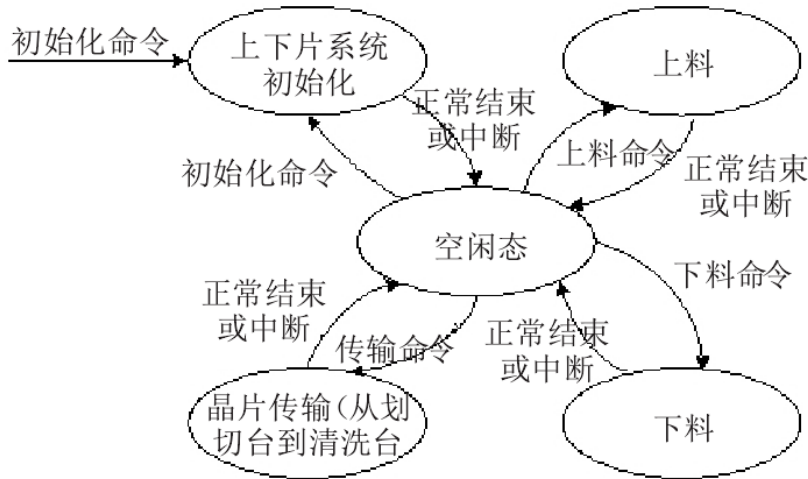 初始化命令
上下片系统
初始化
上料
正常结束
或中断
上料命令
初始化命令
正常结束
或中断
空闲态
下料命令
正常结束
或中断
传输命令
正常结束
或中断
晶片传输(从划
切台到清洗台
下料